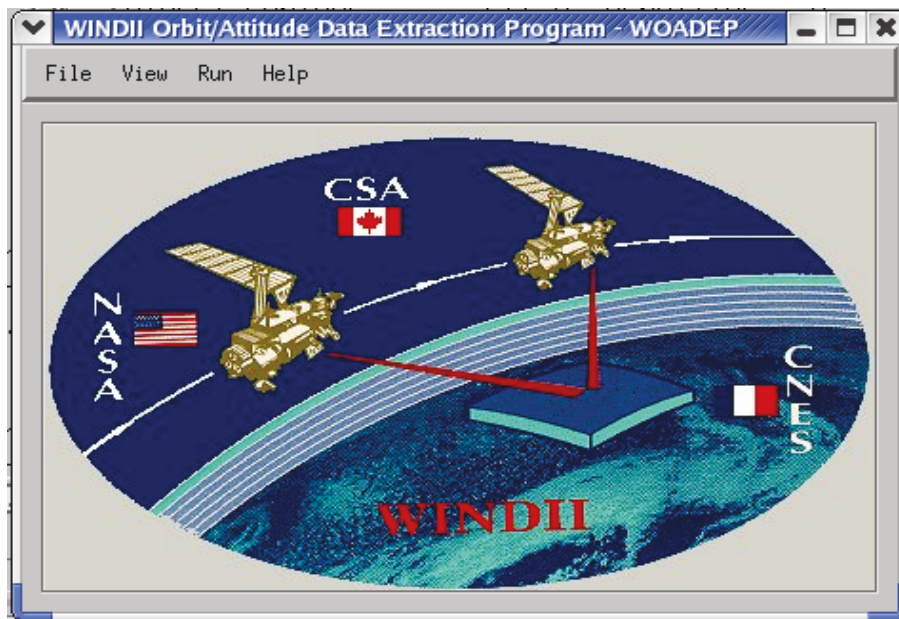 WINDII Orbit/Attitude Data Extraction Program - WOADEP
File View Run Help
CSA
NASA
CNES
WINDII